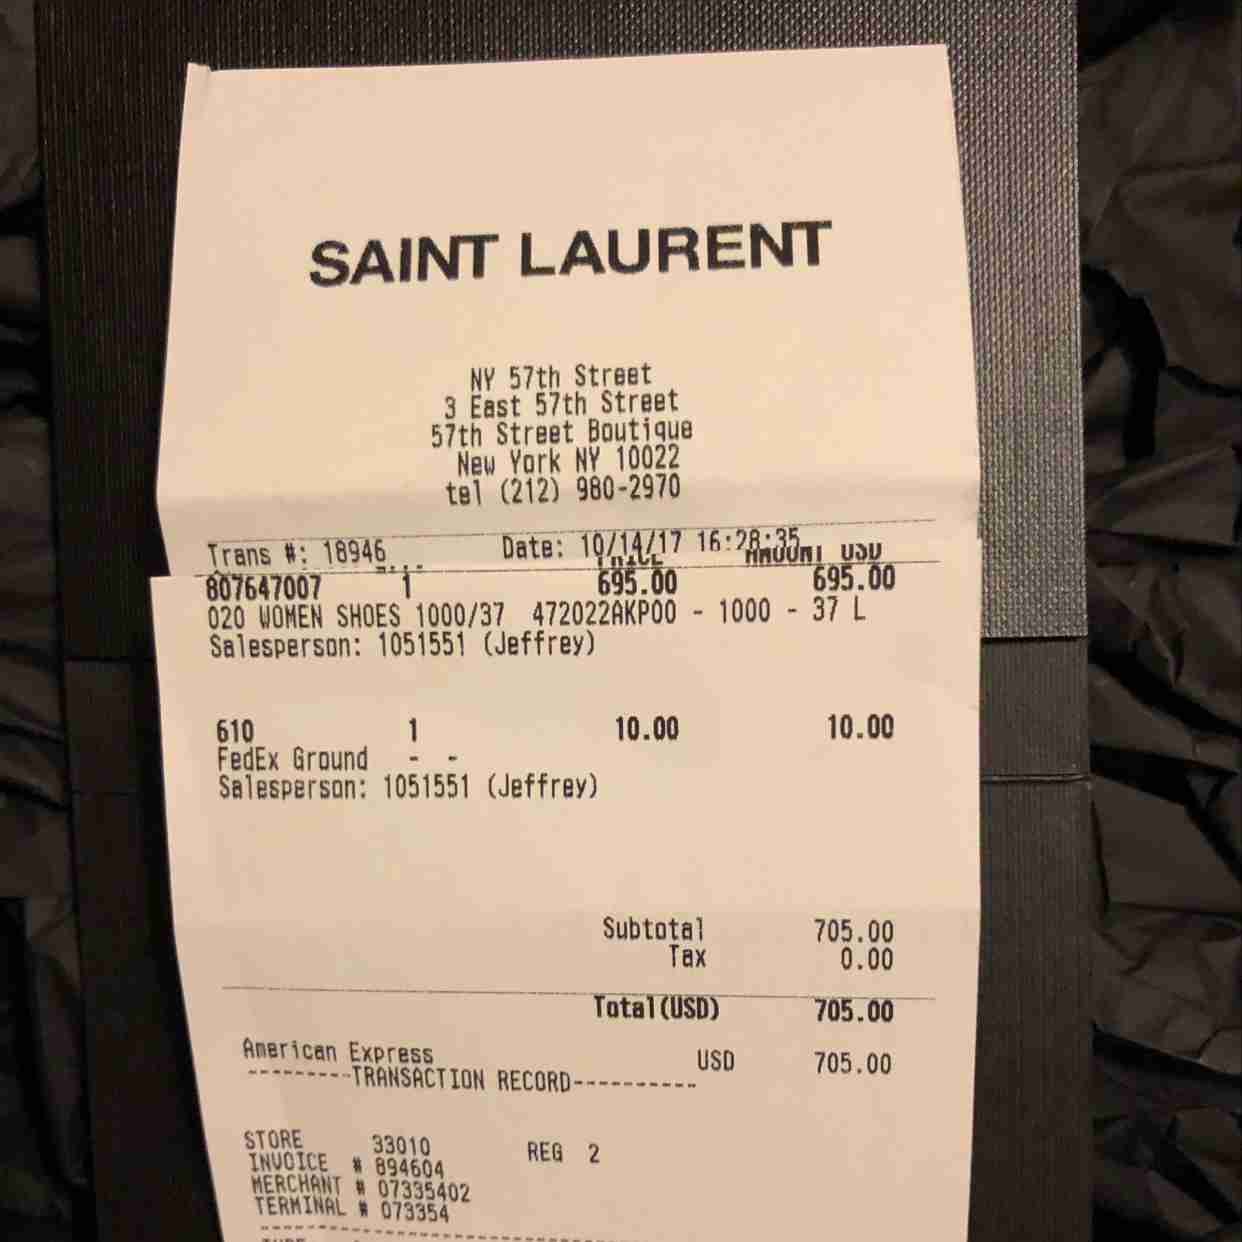 SAINT LAURENT
NY 57th Street
3 East 57th Street
57th Street Boutique
New York NY 10022
tel (212) 980-2970
Trans #: 18946 Date: 10/14/17 16:28:35
PRICE AMOUNT USD
807647007 1 695.00 695.00
020 WOMEN SHOES 1000/37 472022AKP00 - 1000 - 37 L
Salesperson: 1051551 (Jeffrey)
610 1 10.00 10.00
FedEx Ground - -
Salesperson: 1051551 (Jeffrey)
Subtotal 705.00
Tax 0.00
Total(USD) 705.00
American Express USD 705.00
---------TRANSACTION RECORD----------
STORE 33010 REG 2
INVOICE # 894604
MERCHANT # 07335402
TERMINAL # 073354